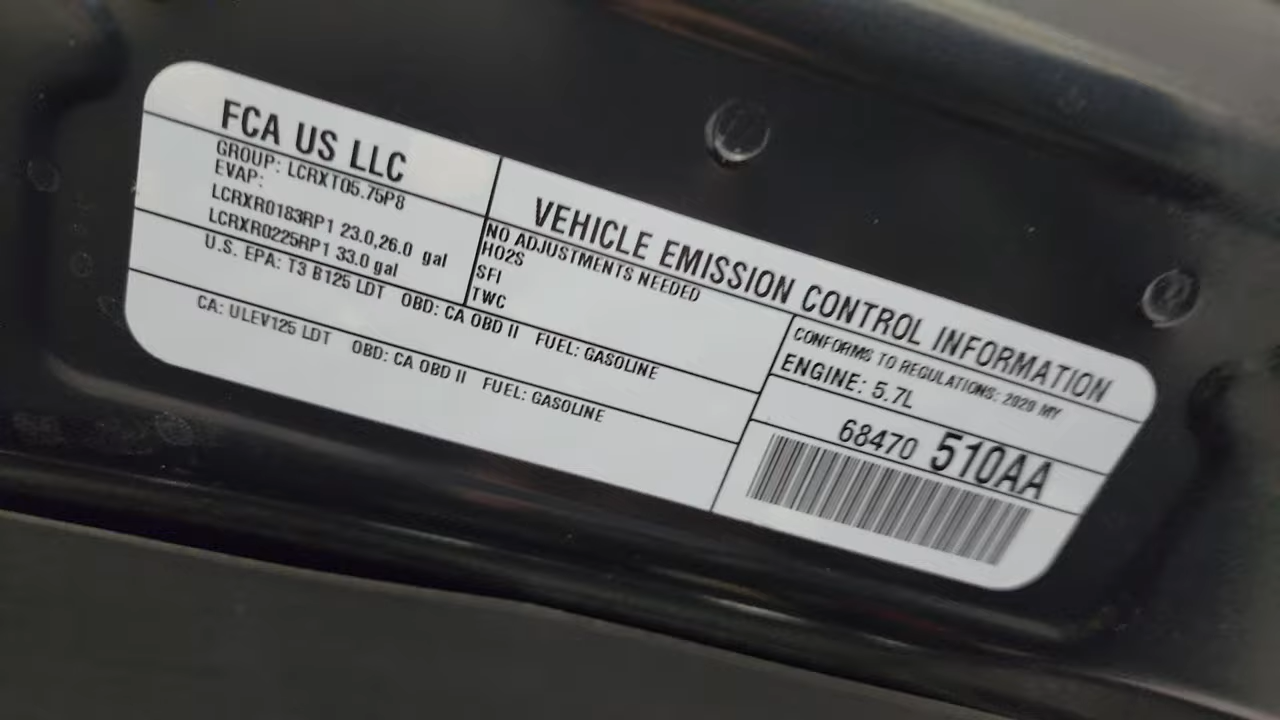 FCA US LLC
GROUP: LCRXT05.75P8
EVAP:
LCRXR0183RP1 23.0,26.0 gal
LCRXR0225RP1 33.0 gal
VEHICLE EMISSION CONTROL INFORMATION
NO ADJUSTMENTS NEEDED
HO2S
SFI
TWC
CONFORMS TO REGULATIONS: 2020 MY
ENGINE: 5.7L
U.S. EPA: T3 B125 LDT OBD: CA OBD II FUEL: GASOLINE
CA: ULEV125 LDT OBD: CA OBD II FUEL: GASOLINE
68470 510AA